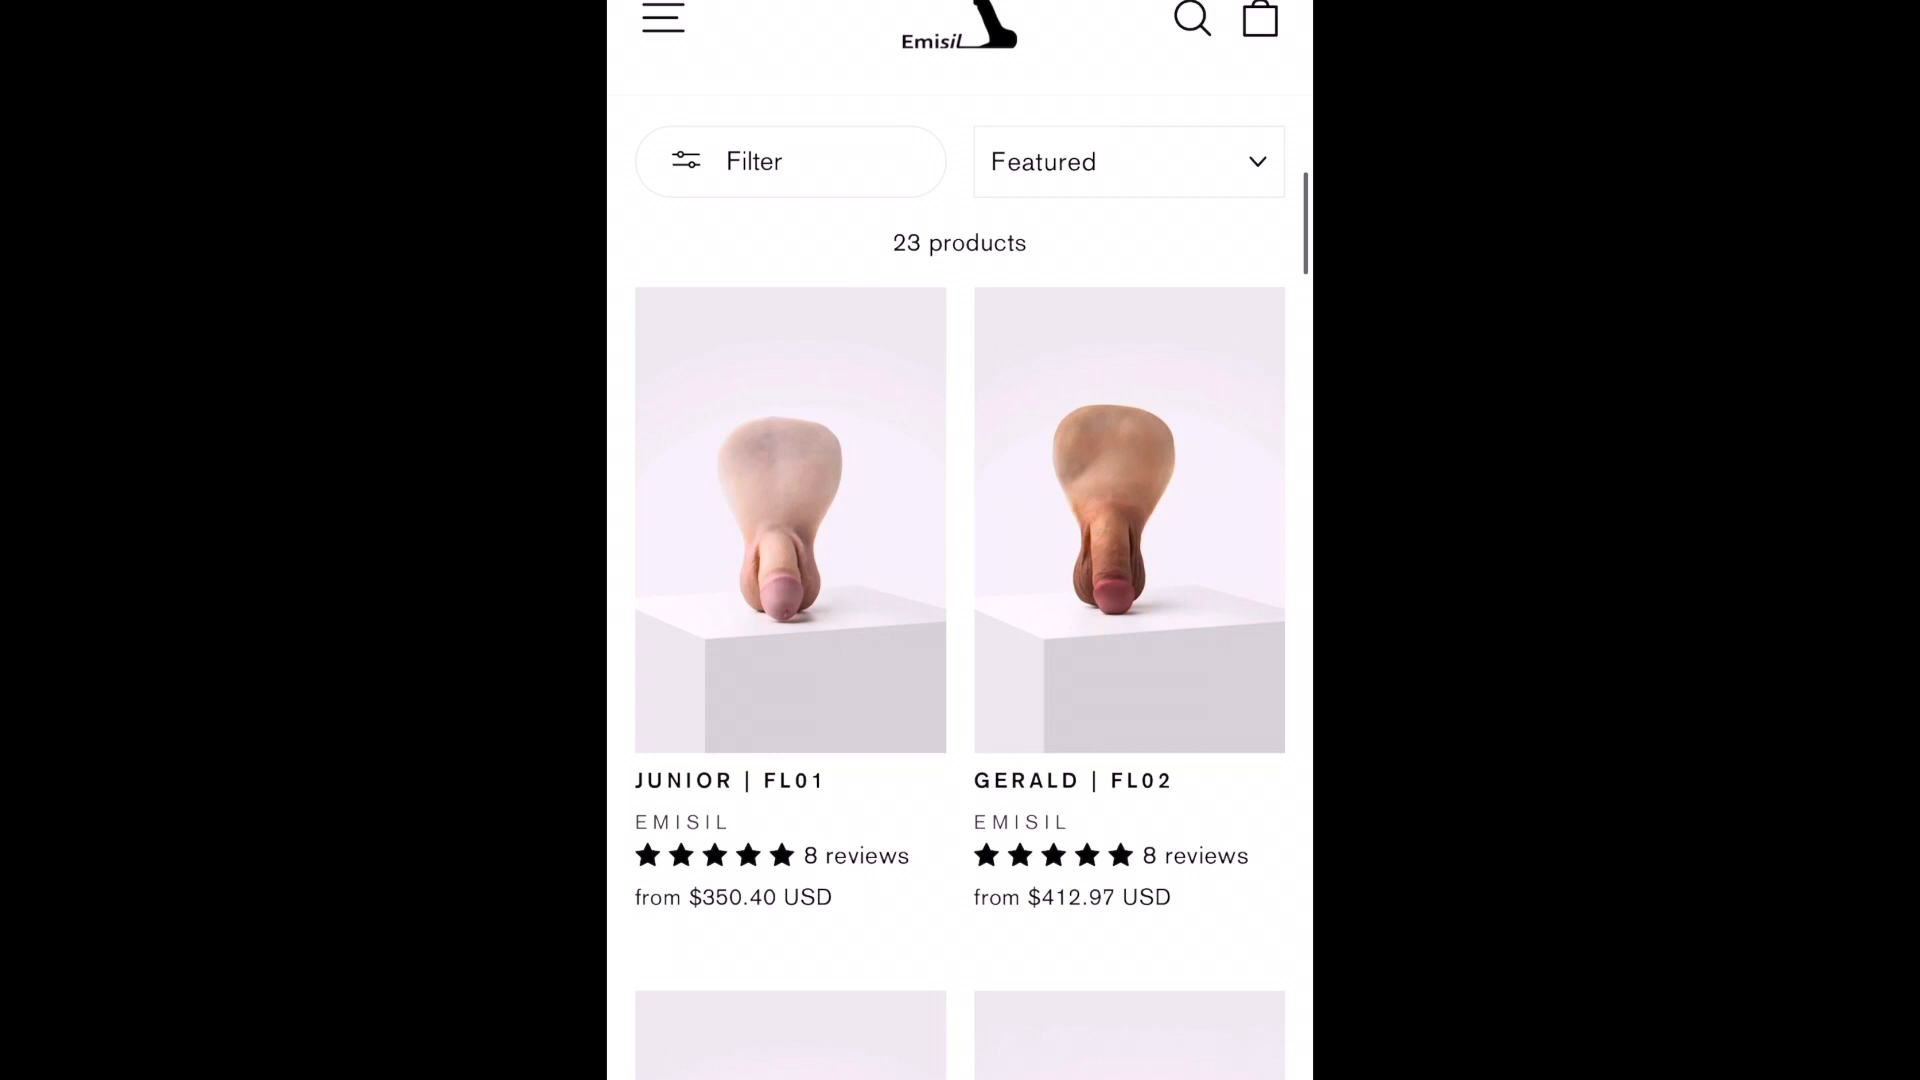 Emisil
Filter
Featured
23 products
JUNIOR | FL01
EMISIL
8 reviews
from $350.40 USD
GERALD | FL02
EMISIL
8 reviews
from $412.97 USD